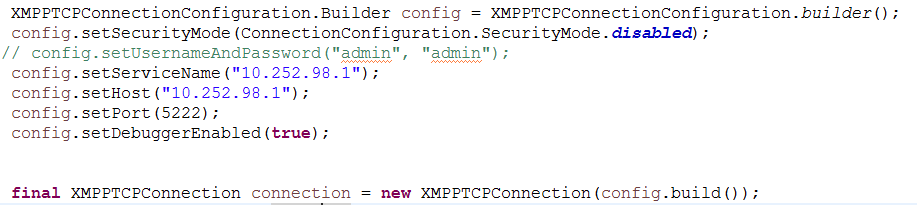 XMPPTCPConnectionConfiguration.Builder config = XMPPTCPConnectionConfiguration.builder();
config.setSecurityMode(ConnectionConfiguration.SecurityMode.disabled);
// config.setUsernameAndPassword("admin", "admin");
config.setServiceName("10.252.98.1");
config.setHost("10.252.98.1");
config.setPort(5222);
config.setDebuggerEnabled(true);
final XMPPTCPConnection connection = new XMPPTCPConnection(config.build());